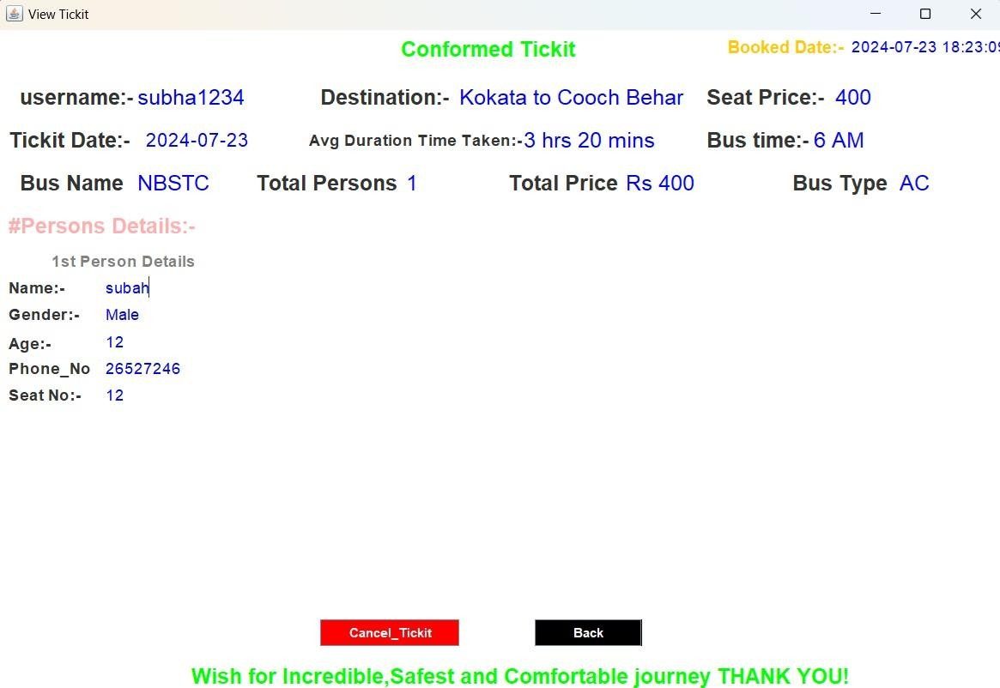 View Tickit
Conformed Tickit Booked Date:- 2024-07-23 18:23:09
username:- subha1234 Destination:- Kokata to Cooch Behar Seat Price:- 400
Tickit Date:- 2024-07-23 Avg Duration Time Taken:- 3 hrs 20 mins Bus time:- 6 AM
Bus Name NBSTC Total Persons 1 Total Price Rs 400 Bus Type AC
#Persons Details:-
1st Person Details
Name:- subah
Gender:- Male
Age:- 12
Phone_No 26527246
Seat No:- 12
Cancel_Tickit Back
Wish for Incredible,Safest and Comfortable journey THANK YOU!